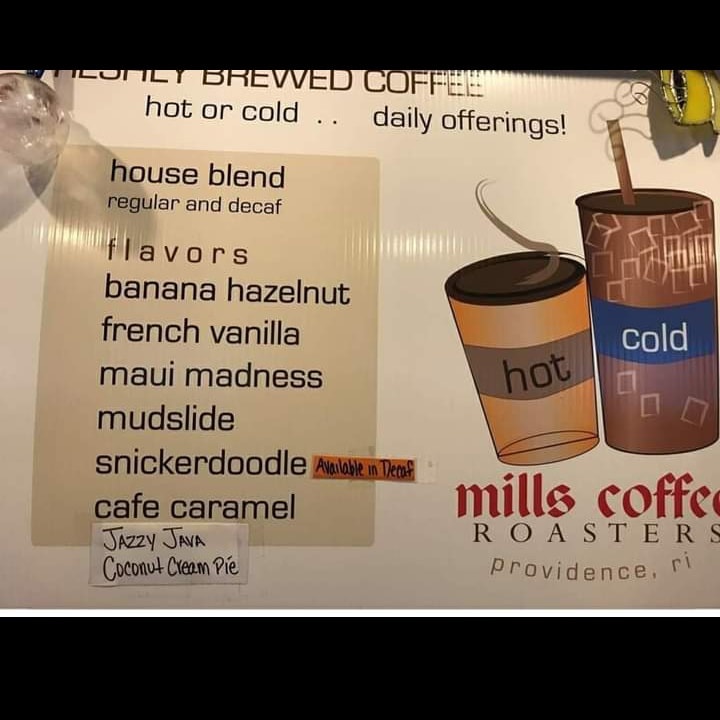 FRESHLY BREWED COFFEE
hot or cold .. daily offerings!
house blend
regular and decaf
flavors
banana hazelnut
french vanilla
maui madness
mudslide
snickerdoodle Available in Decaf
cafe caramel
Jazzy Java
Coconut Cream Pie
hot
cold
mills coffee
ROASTERS
providence, ri